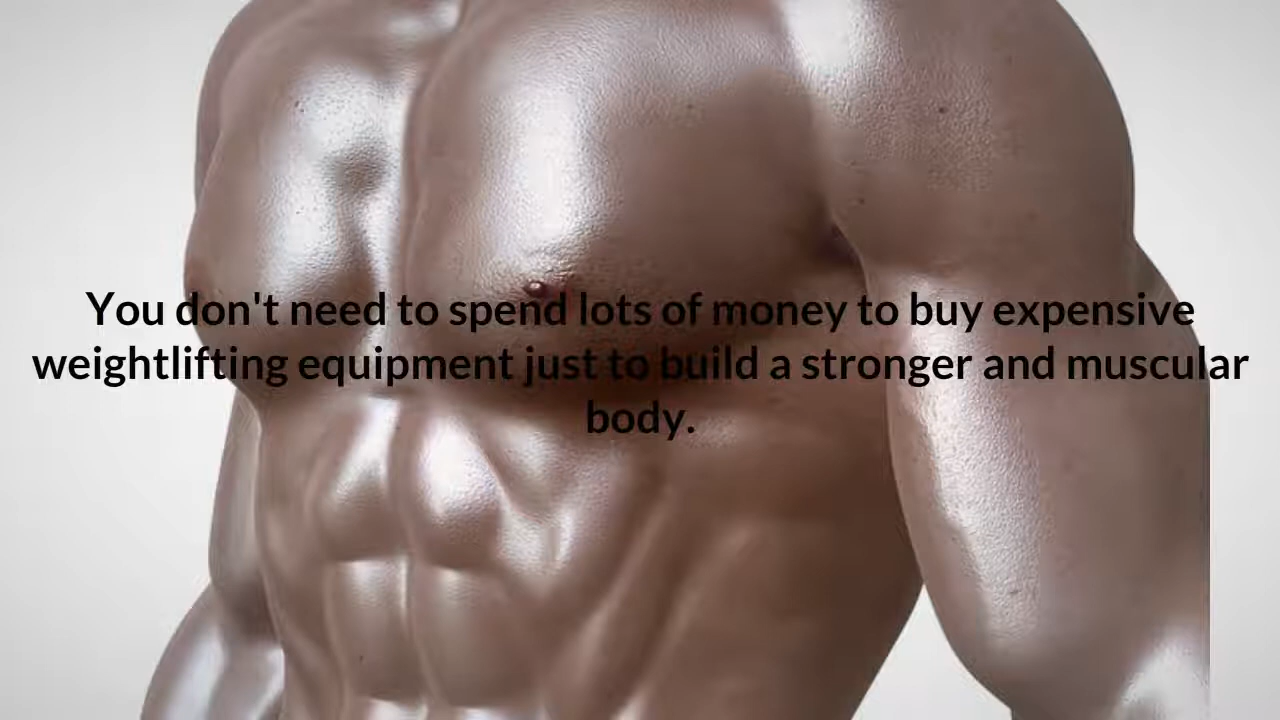 You don't need to spend lots of money to buy expensive
weightlifting equipment just to build a stronger and muscular
body.